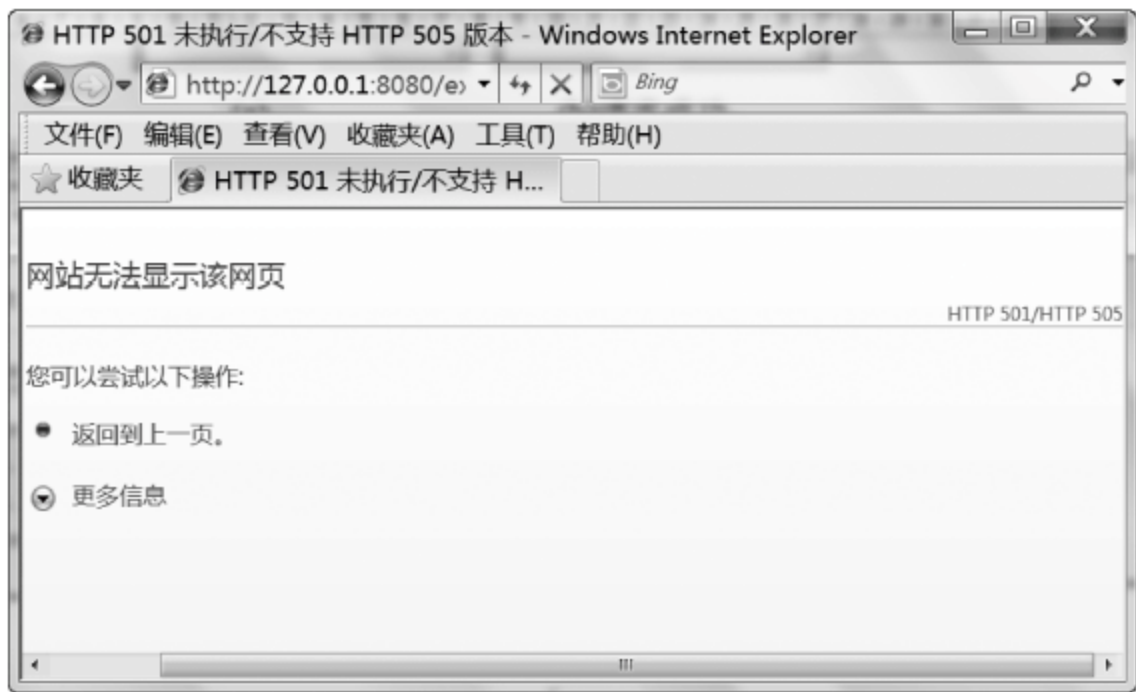 HTTP 501 未执行/不支持 HTTP 505 版本 - Windows Internet Explorer
http://127.0.0.1:8080/e Bing
文件(F) 编辑(E) 查看(V) 收藏夹(A) 工具(T) 帮助(H)
收藏夹 HTTP 501 未执行/不支持 H...
网站无法显示该网页
HTTP 501/HTTP 505
您可以尝试以下操作:
返回到上一页。
更多信息